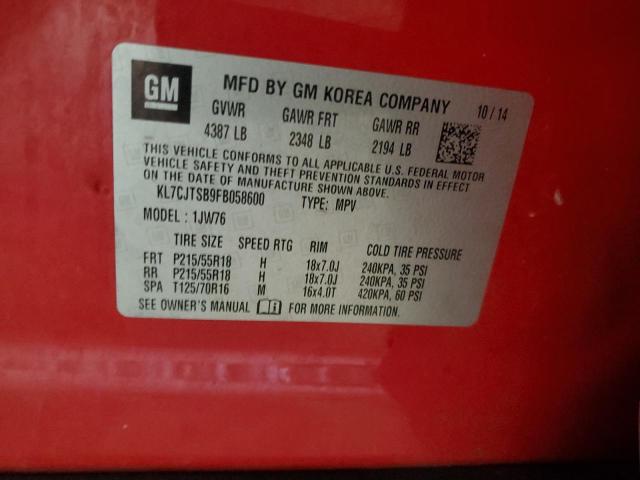 GM
MFD BY GM KOREA COMPANY 10/14
GVWR GAWR FRT GAWR RR
4387 LB 2348 LB 2194 LB
THIS VEHICLE CONFORMS TO ALL APPLICABLE U.S. FEDERAL MOTOR
VEHICLE SAFETY AND THEFT PREVENTION STANDARDS IN EFFECT
ON THE DATE OF MANUFACTURE SHOWN ABOVE.
KL7CJTSB9FB058600 TYPE: MPV
MODEL: 1JW76
TIRE SIZE SPEED RTG RIM COLD TIRE PRESSURE
FRT P215/55R18 H 18x7.0J 240KPA, 35 PSI
RR P215/55R18 H 18x7.0J 240KPA, 35 PSI
SPA T125/70R16 M 16x4.0T 420KPA, 60 PSI
SEE OWNER'S MANUAL FOR MORE INFORMATION.